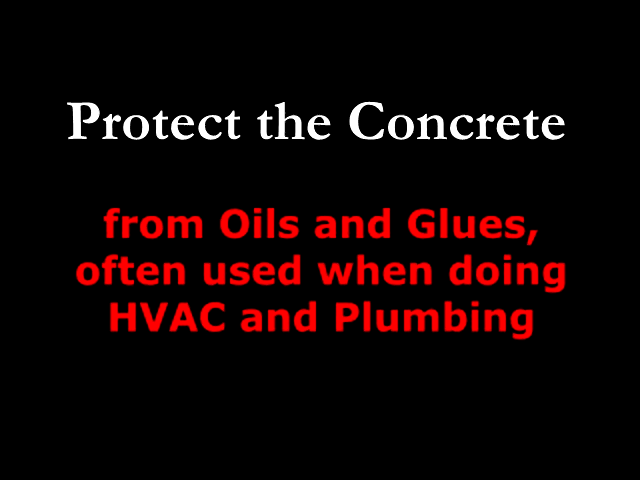 Protect the Concrete
from Oils and Glues,
often used when doing
HVAC and Plumbing